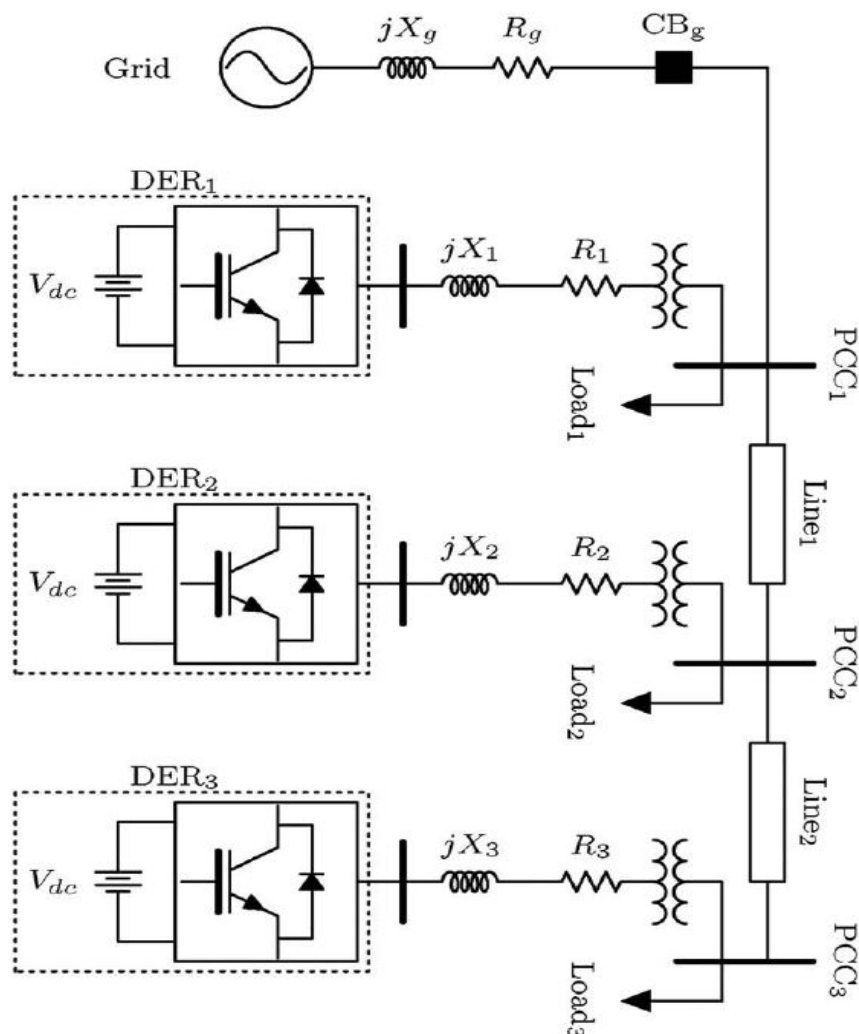 jX_g
R_g
CB_g
Grid
DER_1
V_dc
jX_1
R_1
PCC_1
Load_1
Line_1
DER_2
V_dc
jX_2
R_2
PCC_2
Load_2
Line_2
DER_3
V_dc
jX_3
R_3
PCC_3
Load_3